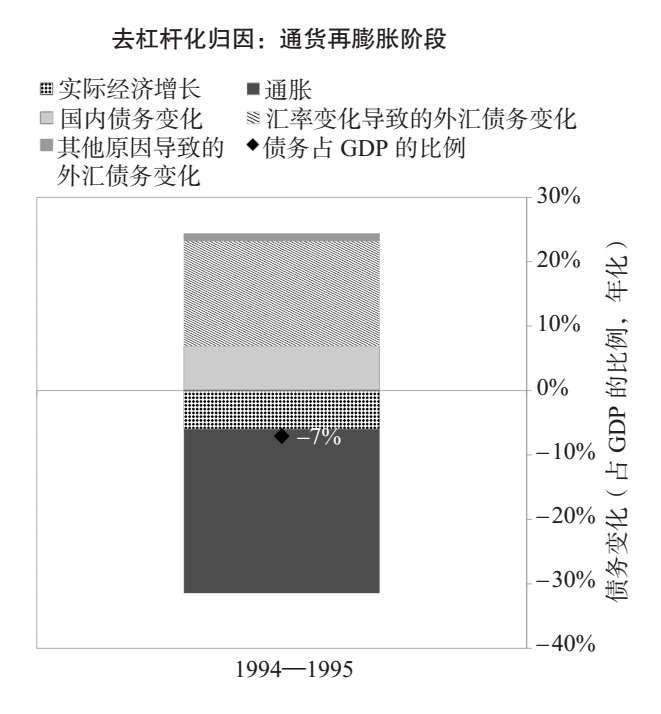 去杠杆化归因：通货再膨胀阶段
实际经济增长 通胀
国内债务变化 汇率变化导致的外汇债务变化
其他原因导致的 债务占 GDP 的比例
外汇债务变化
30%
20%
10%
0%
−7%
−10%
−20%
−30%
−40%
债务变化（占 GDP 的比例，年化）
1994—1995